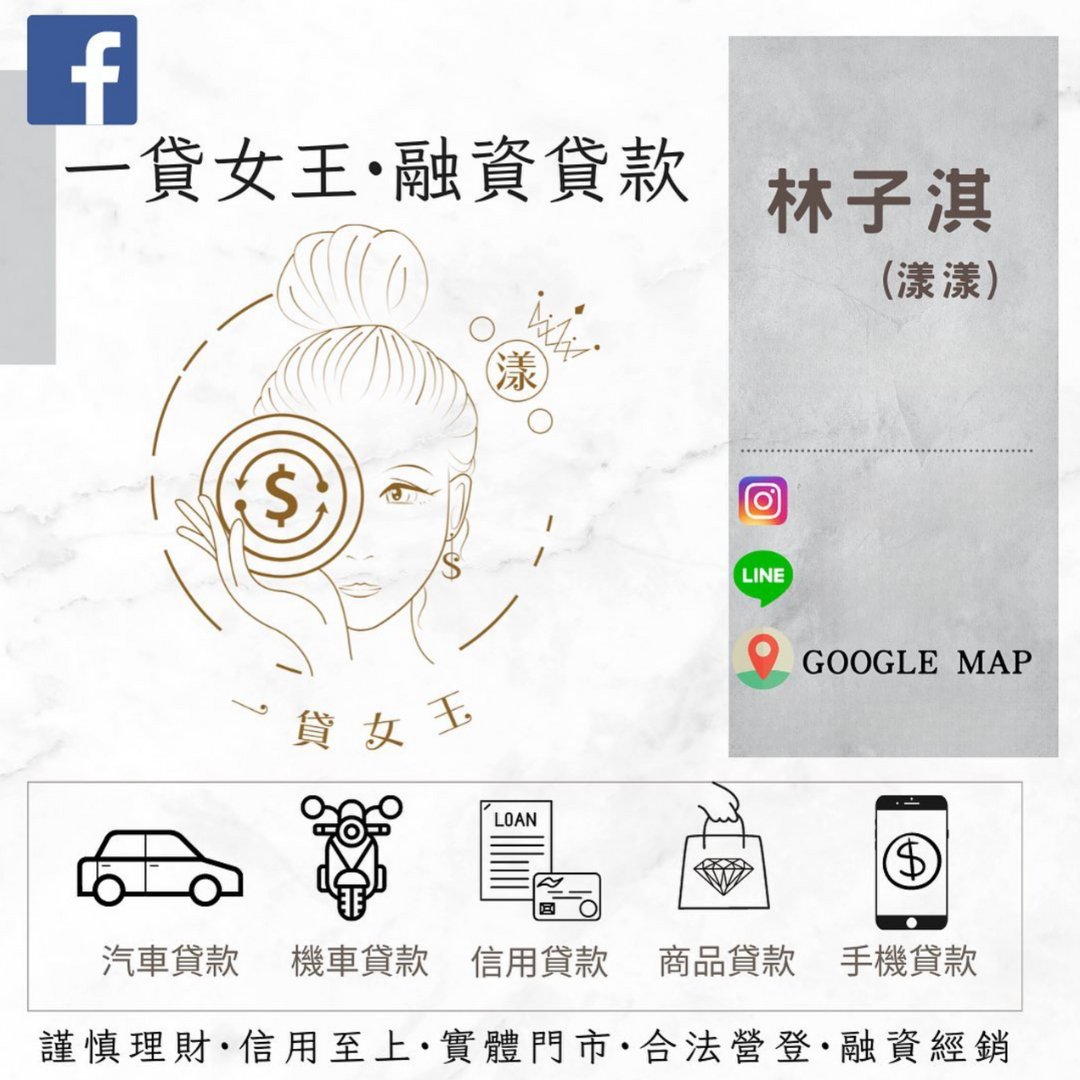 一貸女王·融資貸款
漾
$
$
一貸女王
林子淇
(漾漾)
LINE
GOOGLE MAP
LOAN
$
汽車貸款
機車貸款
信用貸款
商品貸款
手機貸款
謹慎理財·信用至上·實體門市·合法營登·融資經銷